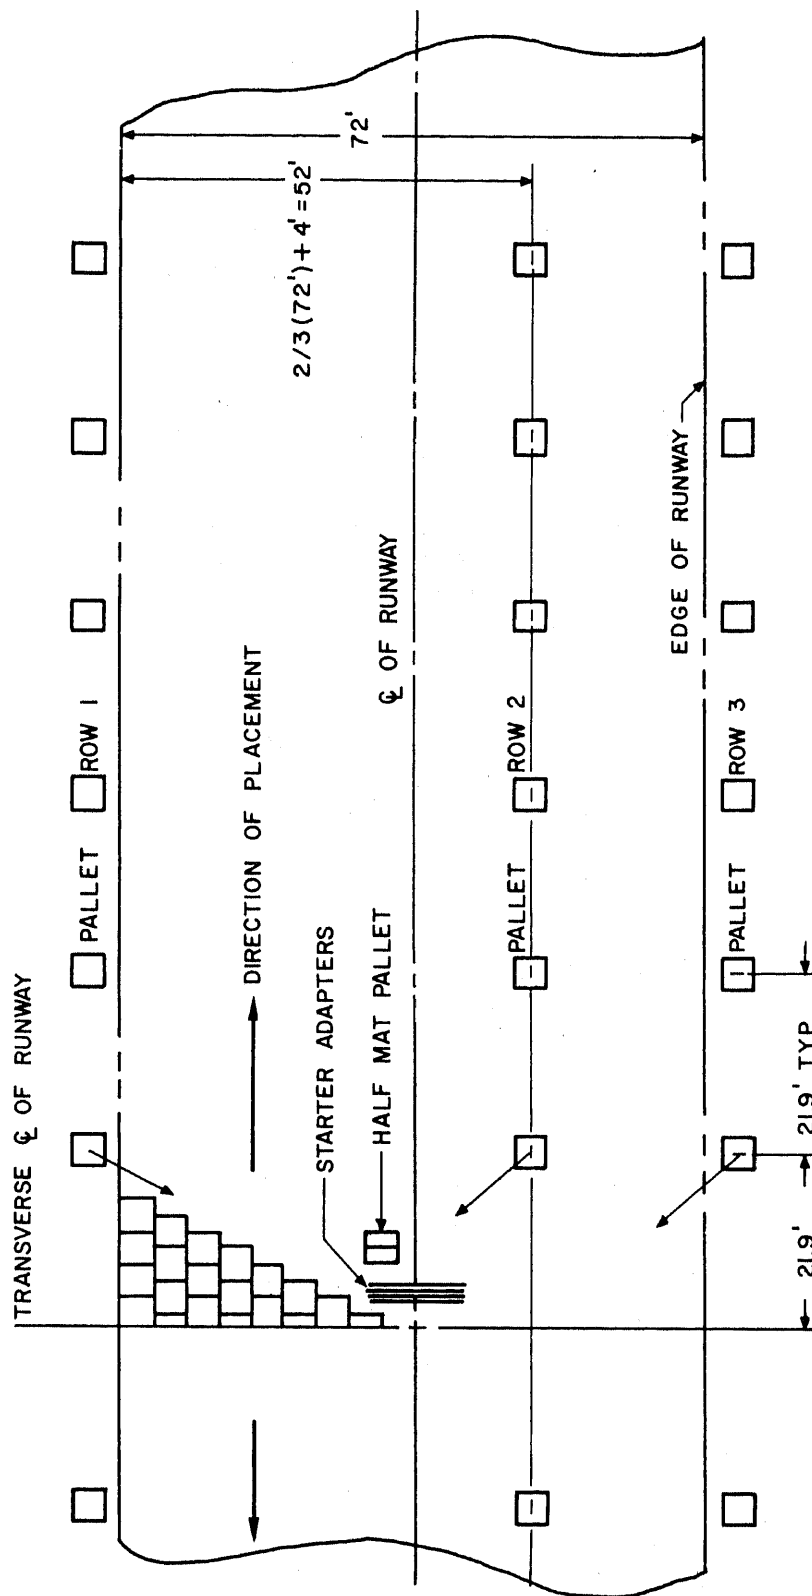 TRANSVERSE ℄ OF RUNWAY
PALLET ROW 1
DIRECTION OF PLACEMENT
2/3(72')+4'=52'
72'
STARTER ADAPTERS
HALF MAT PALLET
℄ OF RUNWAY
PALLET ROW 2
EDGE OF RUNWAY
PALLET ROW 3
21.9'
21.9' TYP